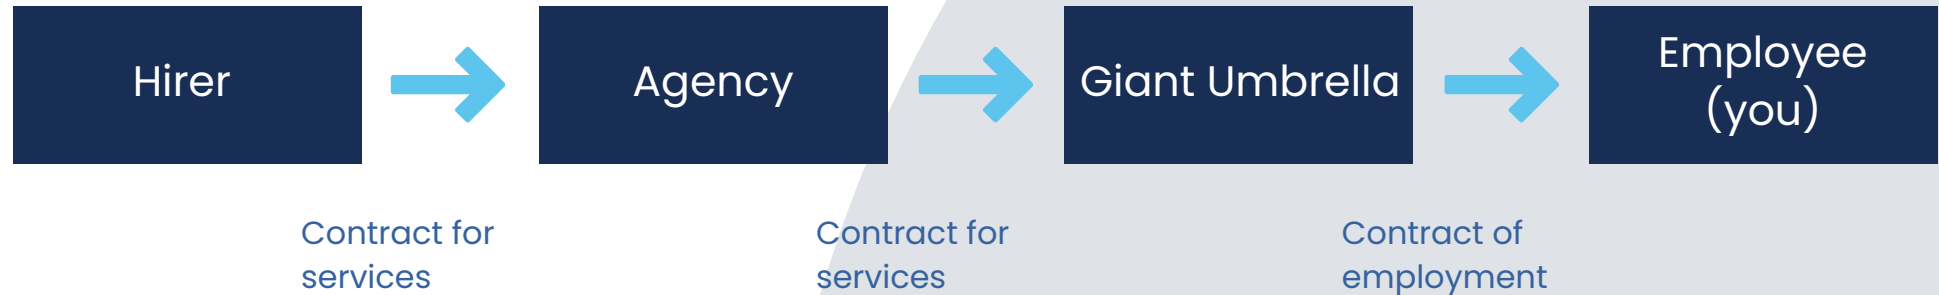 Hirer
Agency
Giant Umbrella
Employee
(you)
Contract for
services
Contract for
services
Contract of
employment